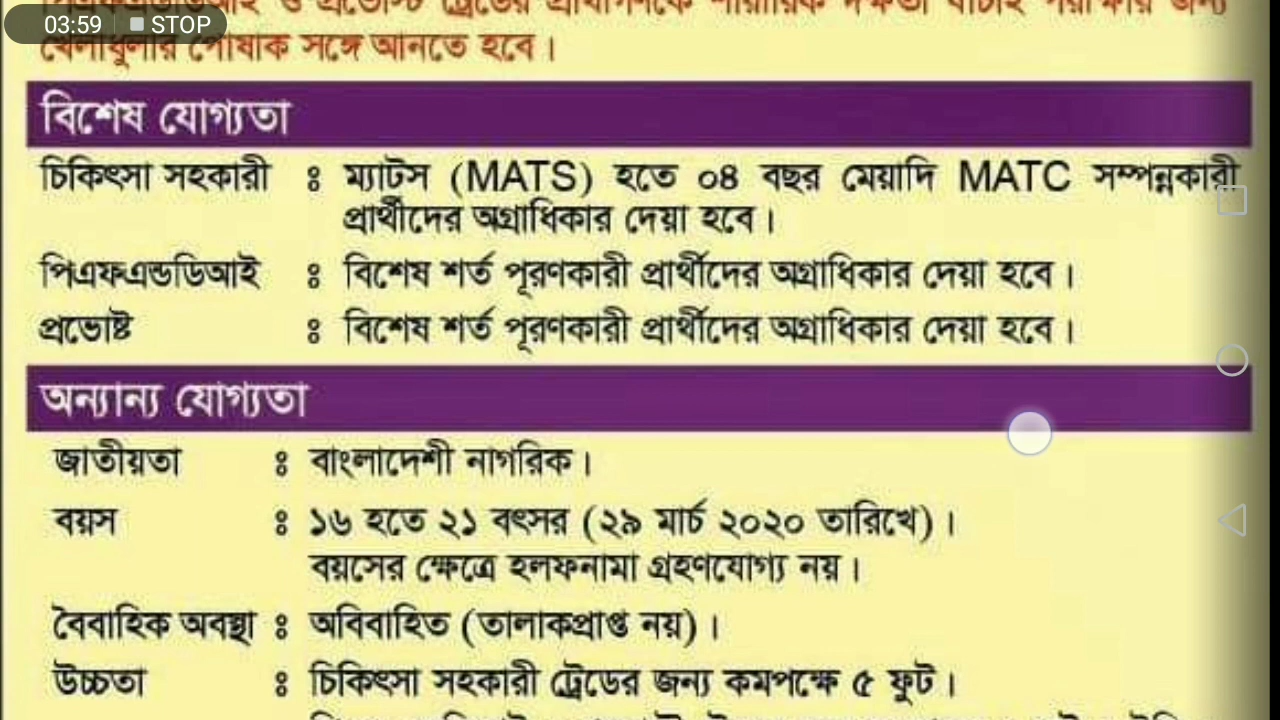 03:59 STOP
খেলাধুলার পোষাক সঙ্গে আনতে হবে।
বিশেষ যোগ্যতা
চিকিৎসা সহকারী ঃ ম্যাটস (MATS) হতে ০৪ বছর মেয়াদি MATC সম্পন্নকারী
প্রার্থীদের অগ্রাধিকার দেয়া হবে।
পিএফএন্ডডিআই ঃ বিশেষ শর্ত পূরণকারী প্রার্থীদের অগ্রাধিকার দেয়া হবে।
প্রভোষ্ট ঃ বিশেষ শর্ত পূরণকারী প্রার্থীদের অগ্রাধিকার দেয়া হবে।
অন্যান্য যোগ্যতা
জাতীয়তা ঃ বাংলাদেশী নাগরিক।
বয়স ঃ ১৬ হতে ২১ বৎসর (২৯ মার্চ ২০২০ তারিখে)।
বয়সের ক্ষেত্রে হলফনামা গ্রহণযোগ্য নয়।
বৈবাহিক অবস্থা ঃ অবিবাহিত (তালাকপ্রাপ্ত নয়)।
উচ্চতা ঃ চিকিৎসা সহকারী ট্রেডের জন্য কমপক্ষে ৫ ফুট।